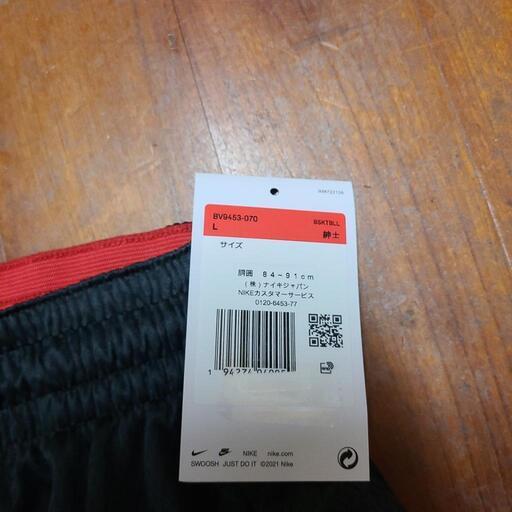 BV9453-070 BSKTBLL
L 紳士
サイズ
胴囲 84~91cm
(株)ナイキジャパン
NIKEカスタマーサービス
0120-6453-77
NIKE nike.com
SWOOSH JUST DO IT ©2021 Nike